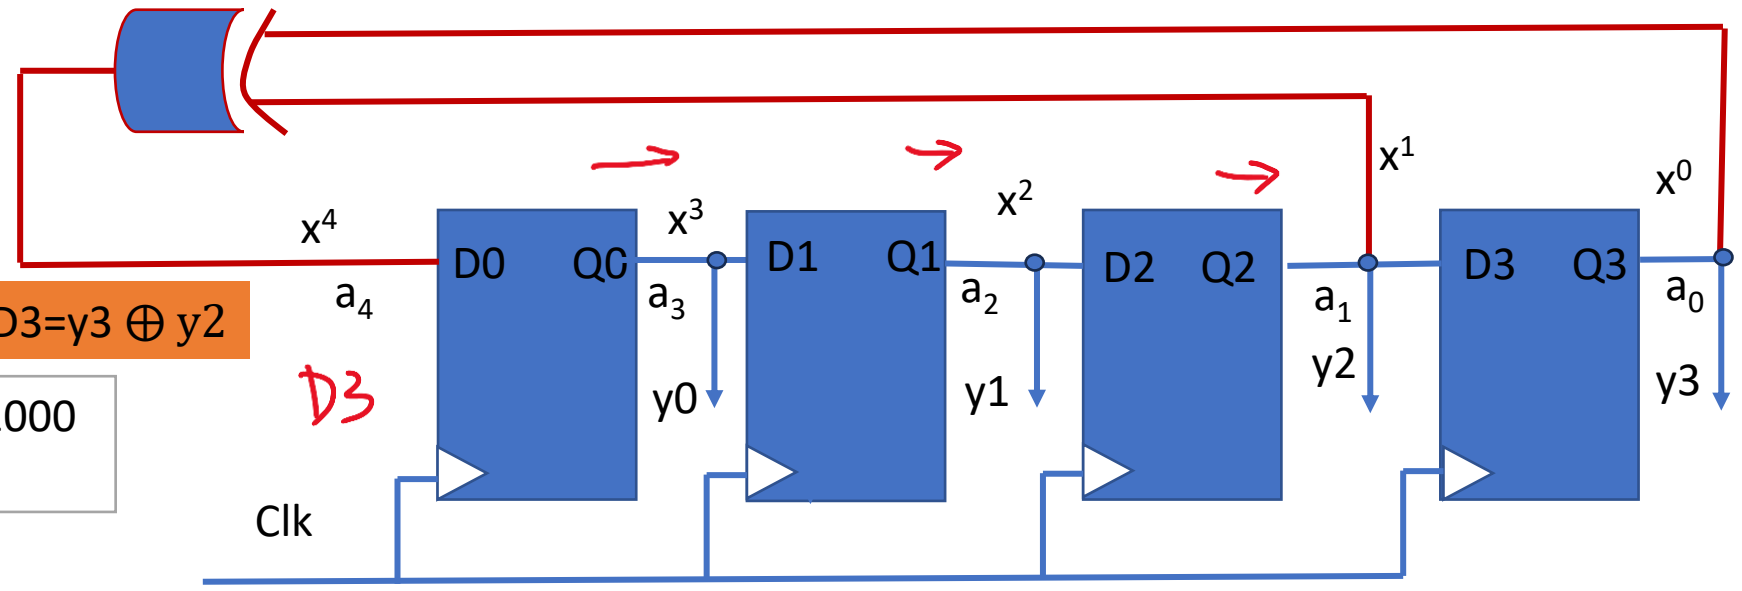 x¹
x⁰
x³
x²
x⁴
D0 Q0
D1 Q1
D2 Q2
D3 Q3
a₄
a₃
a₂
a₁
a₀
D3=y3 ⊕ y2
D3
y0
y1
y2
y3
.000
Clk